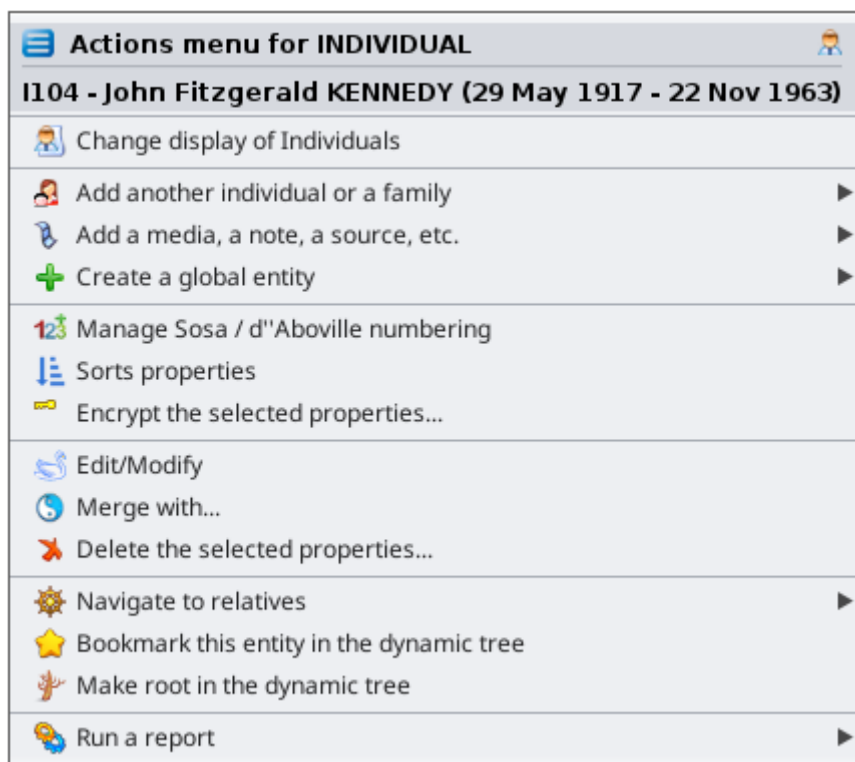 Actions menu for INDIVIDUAL
I104 - John Fitzgerald KENNEDY (29 May 1917 - 22 Nov 1963)
Change display of Individuals
Add another individual or a family
Add a media, a note, a source, etc.
Create a global entity
123 Manage Sosa / d''Aboville numbering
Sorts properties
Encrypt the selected properties...
Edit/Modify
Merge with...
Delete the selected properties...
Navigate to relatives
Bookmark this entity in the dynamic tree
Make root in the dynamic tree
Run a report